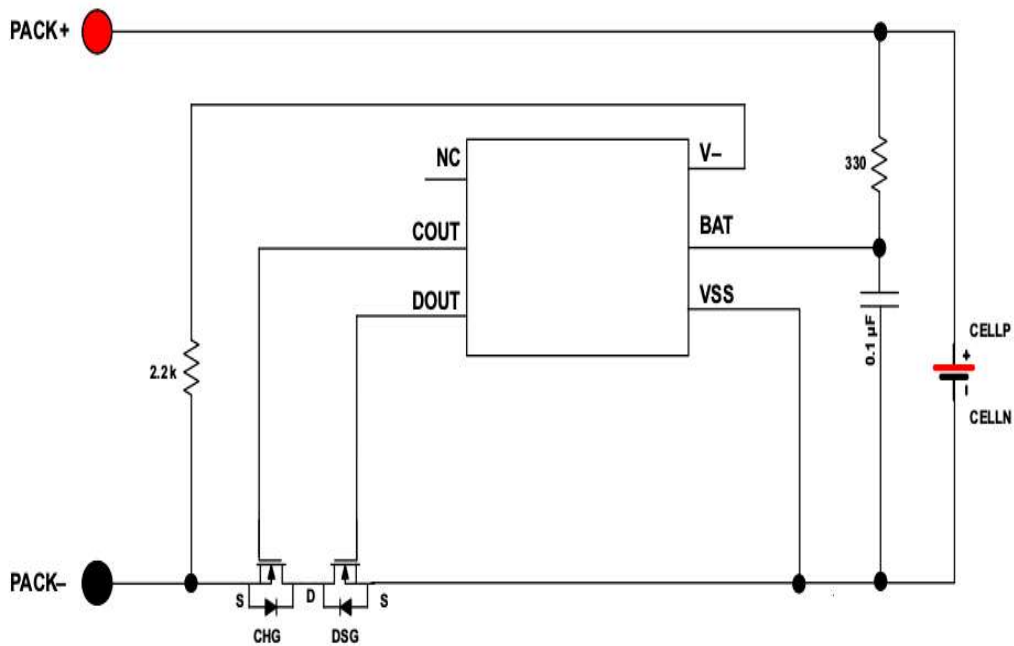 PACK+
NC
V–
330
COUT
BAT
DOUT
VSS
0.1 µF
CELLP
+
2.2k
–
CELLN
PACK–
S
D
S
CHG
DSG